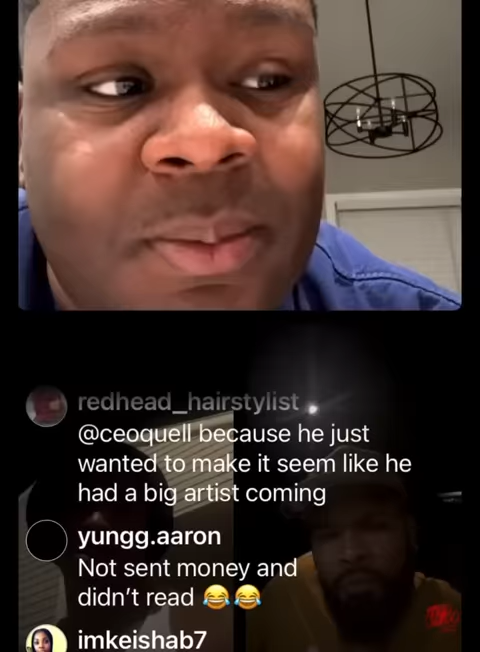 redhead_hairstylist
@ceoquell because he just
wanted to make it seem like he
had a big artist coming
yungg.aaron
Not sent money and
didn't read 😂😂
imkeishab7